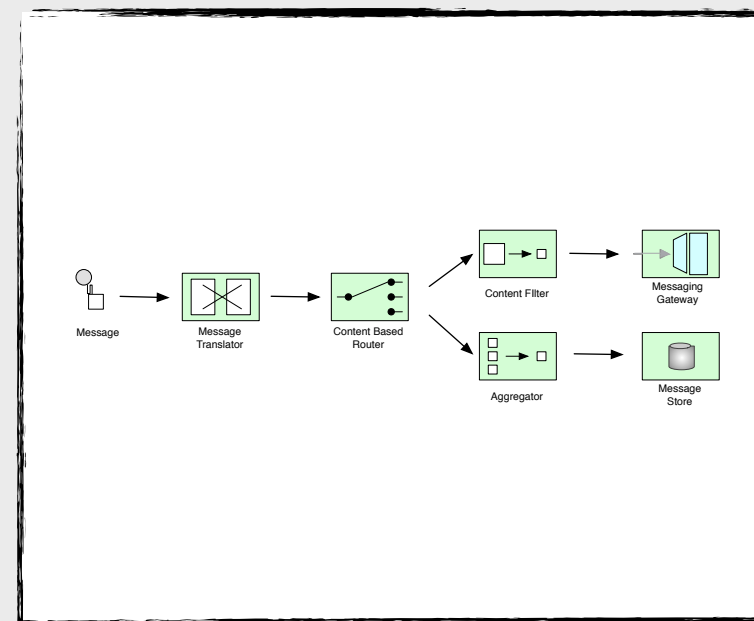 Message
Message
Translator
Content Based
Router
Content FIlter
Messaging
Gateway
Aggregator
Message
Store